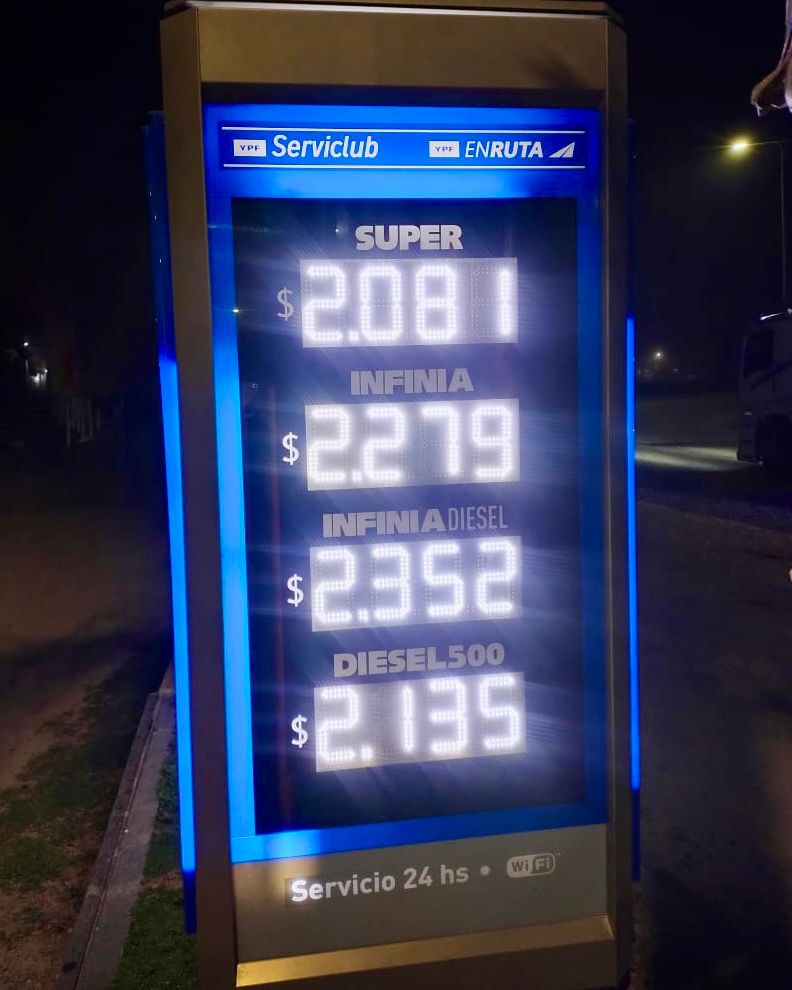 YPF Serviclub YPF ENRUTA
SUPER
$ 2.081
INFINIA
$ 2.279
INFINIA DIESEL
$ 2.352
DIESEL500
$ 2.135
Servicio 24 hs • WiFi